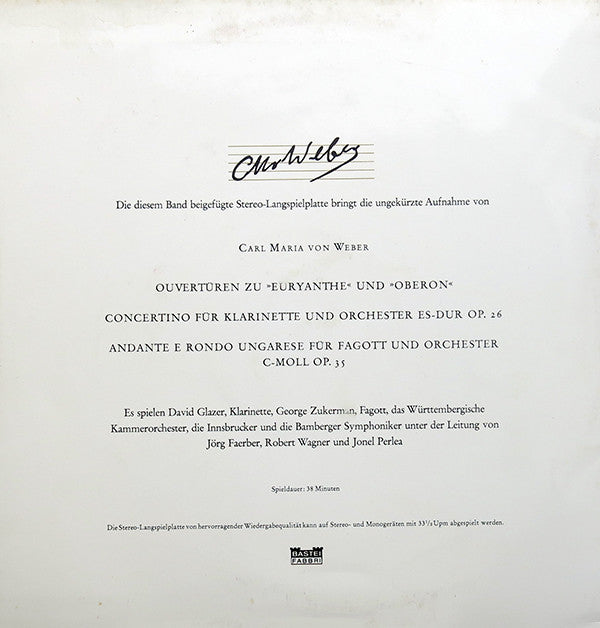 CMvWeber
Die diesem Band beigefügte Stereo-Langspielplatte bringt die ungekürzte Aufnahme von
Carl Maria von Weber
OUVERTÜREN ZU »EURYANTHE« UND »OBERON«
CONCERTINO FÜR KLARINETTE UND ORCHESTER ES-DUR OP. 26
ANDANTE E RONDO UNGARESE FÜR FAGOTT UND ORCHESTER
C-MOLL OP. 35
Es spielen David Glazer, Klarinette, George Zukerman, Fagott, das Württembergische
Kammerorchester, die Innsbrucker und die Bamberger Symphoniker unter der Leitung von
Jörg Faerber, Robert Wagner und Jonel Perlea
Spieldauer: 38 Minuten
Die Stereo-Langspielplatte von hervorragender Wiedergabequalität kann auf Stereo- und Monogeräten mit 33⅓ Upm abgespielt werden.
BASTEI
FABBRI